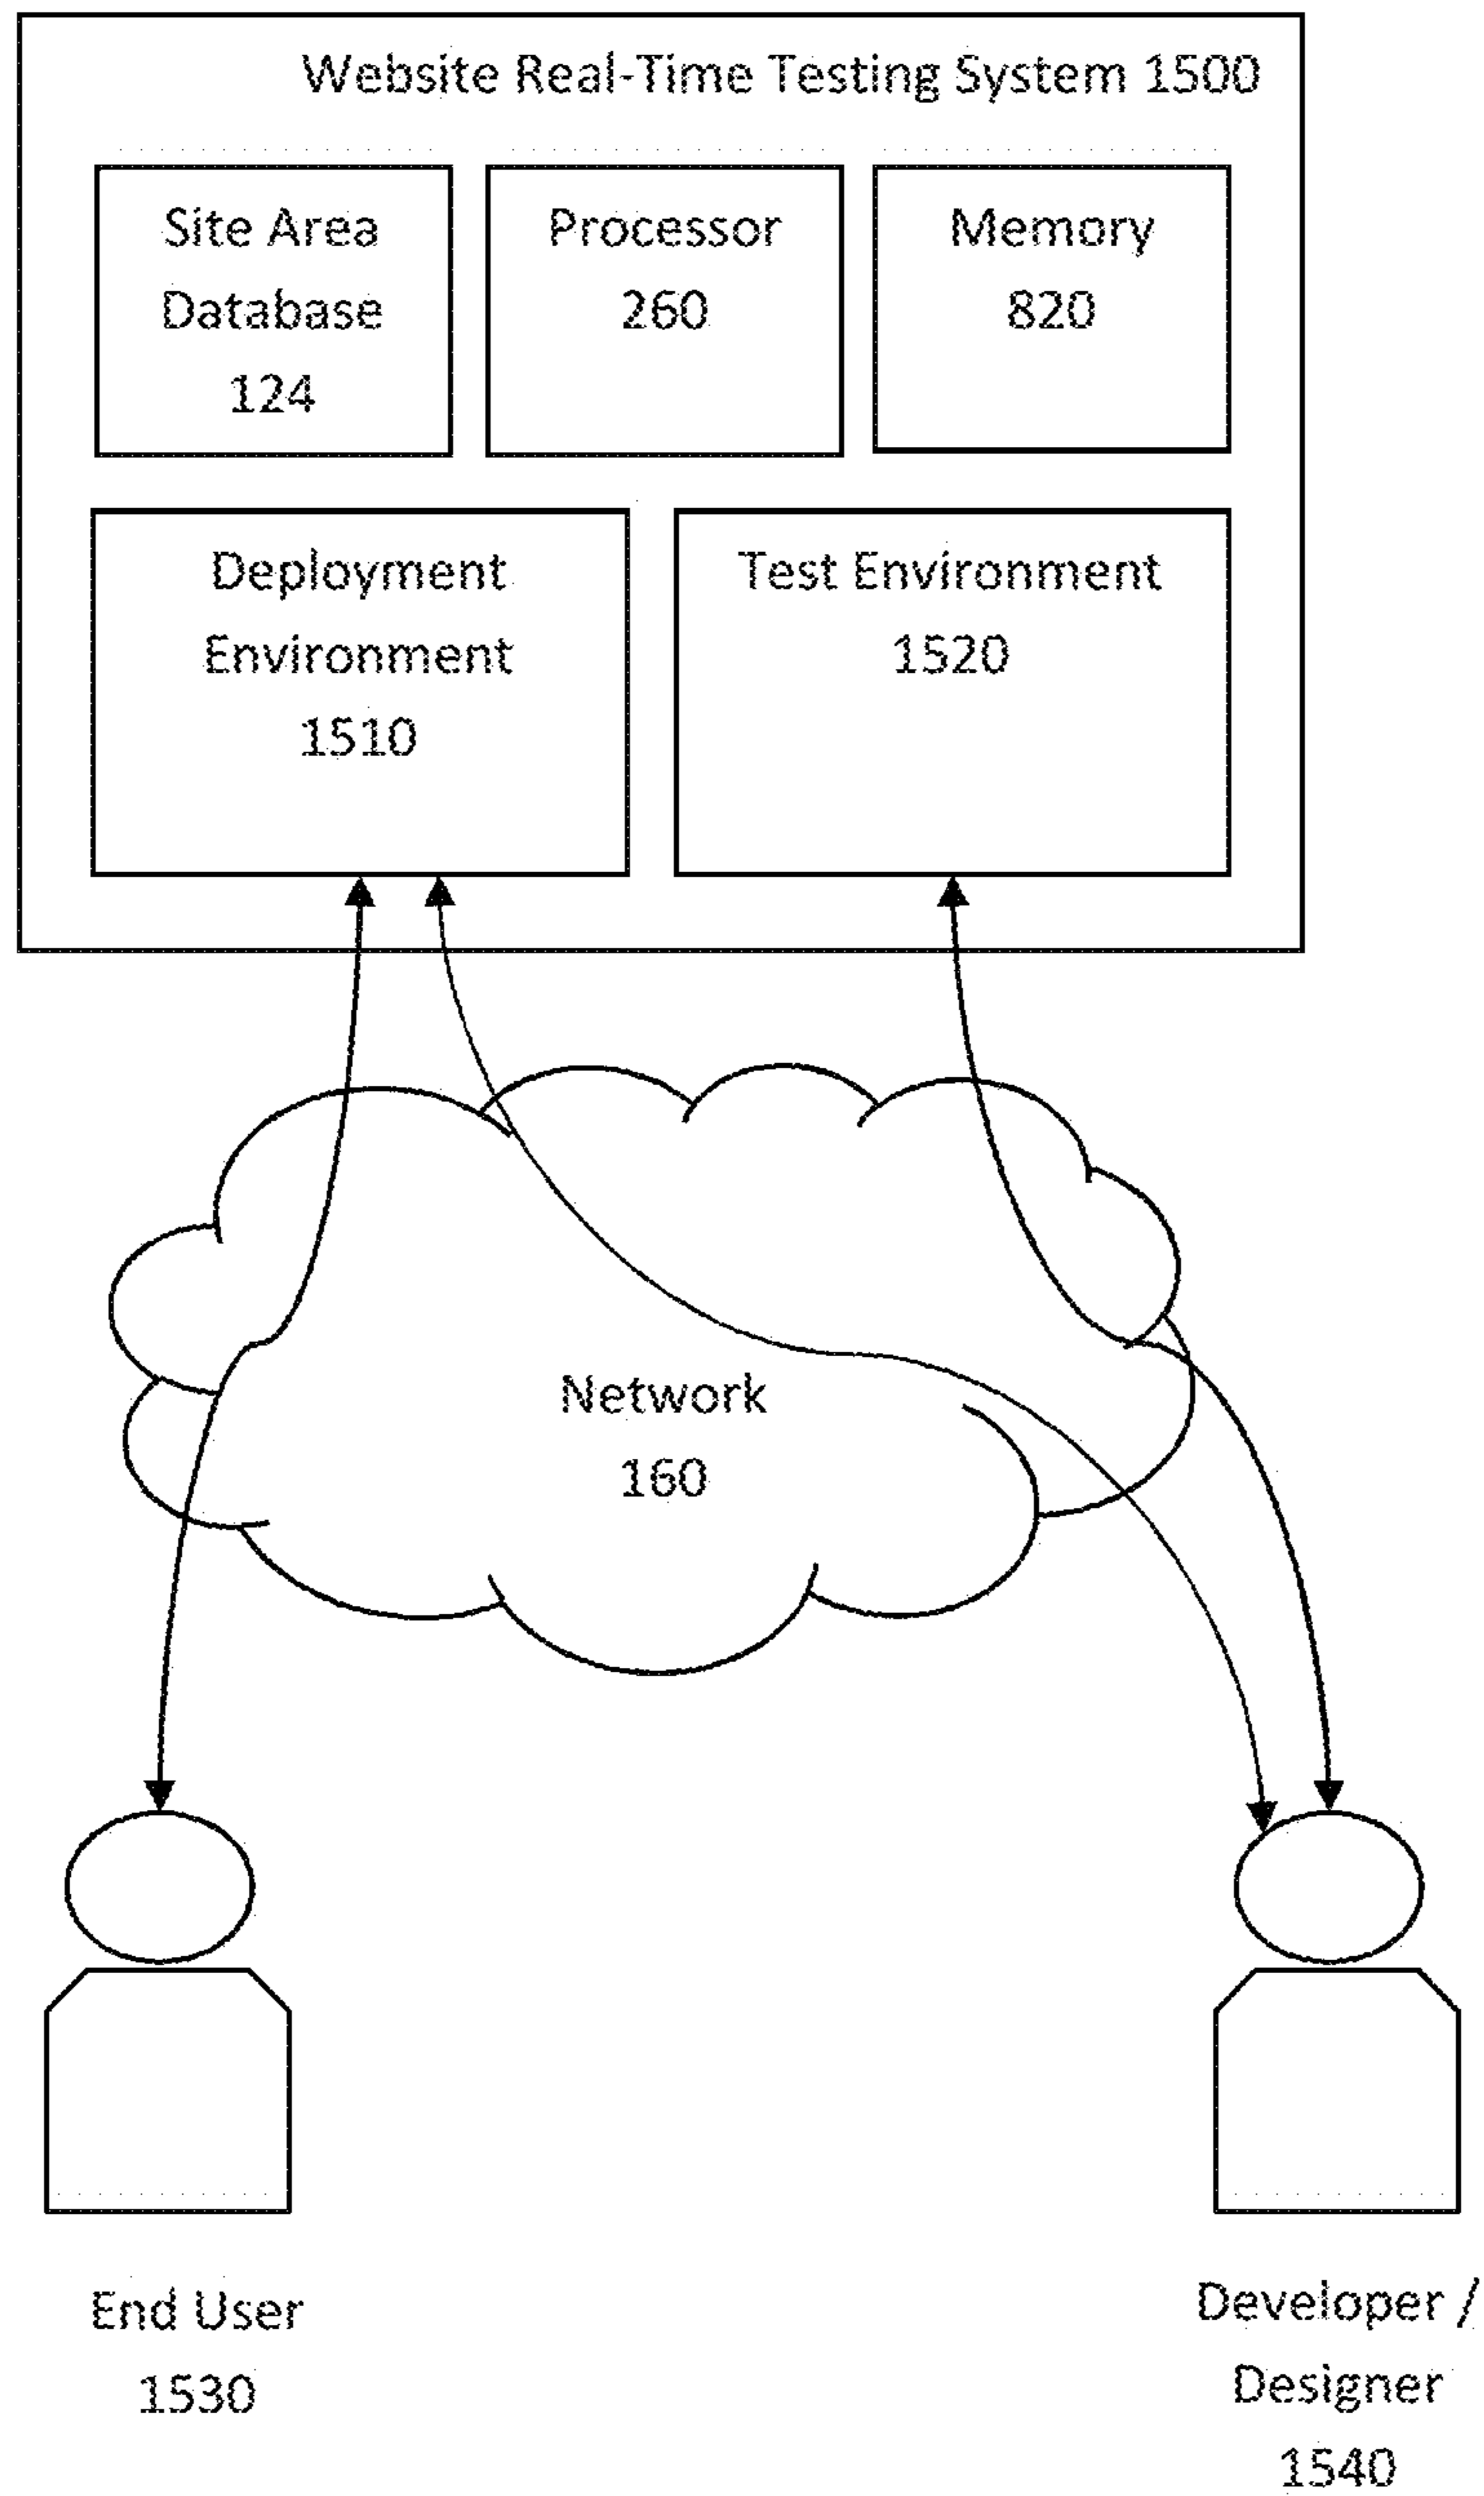 Website Real-Time Testing System 1500
Site Area
Database
124
Processor
260
Memory
820
Deployment
Environment
1510
Test Environment
1520
Network
160
End User
1530
Developer /
Designer
1540